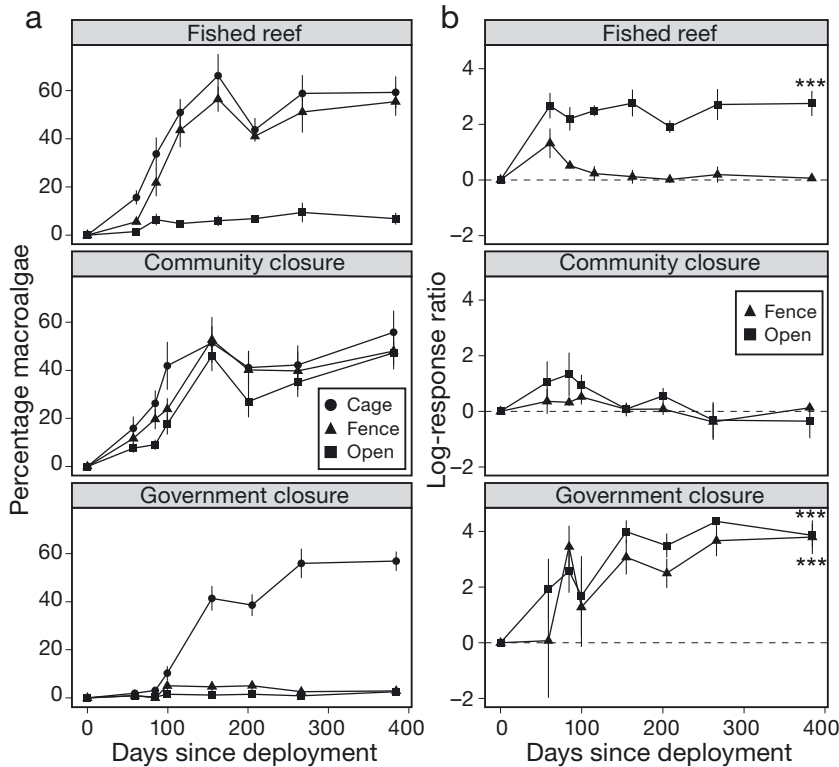 a
Fished reef
60
40
20
0
Community closure
60
40
20
0
Cage
Fence
Open
Government closure
60
40
20
0
0 100 200 300 400
Days since deployment
Percentage macroalgae
b
Fished reef
4
2
0
−2
***
Community closure
4
2
0
−2
Fence
Open
Government closure
4
2
0
−2
***
***
0 100 200 300 400
Days since deployment
Log-response ratio